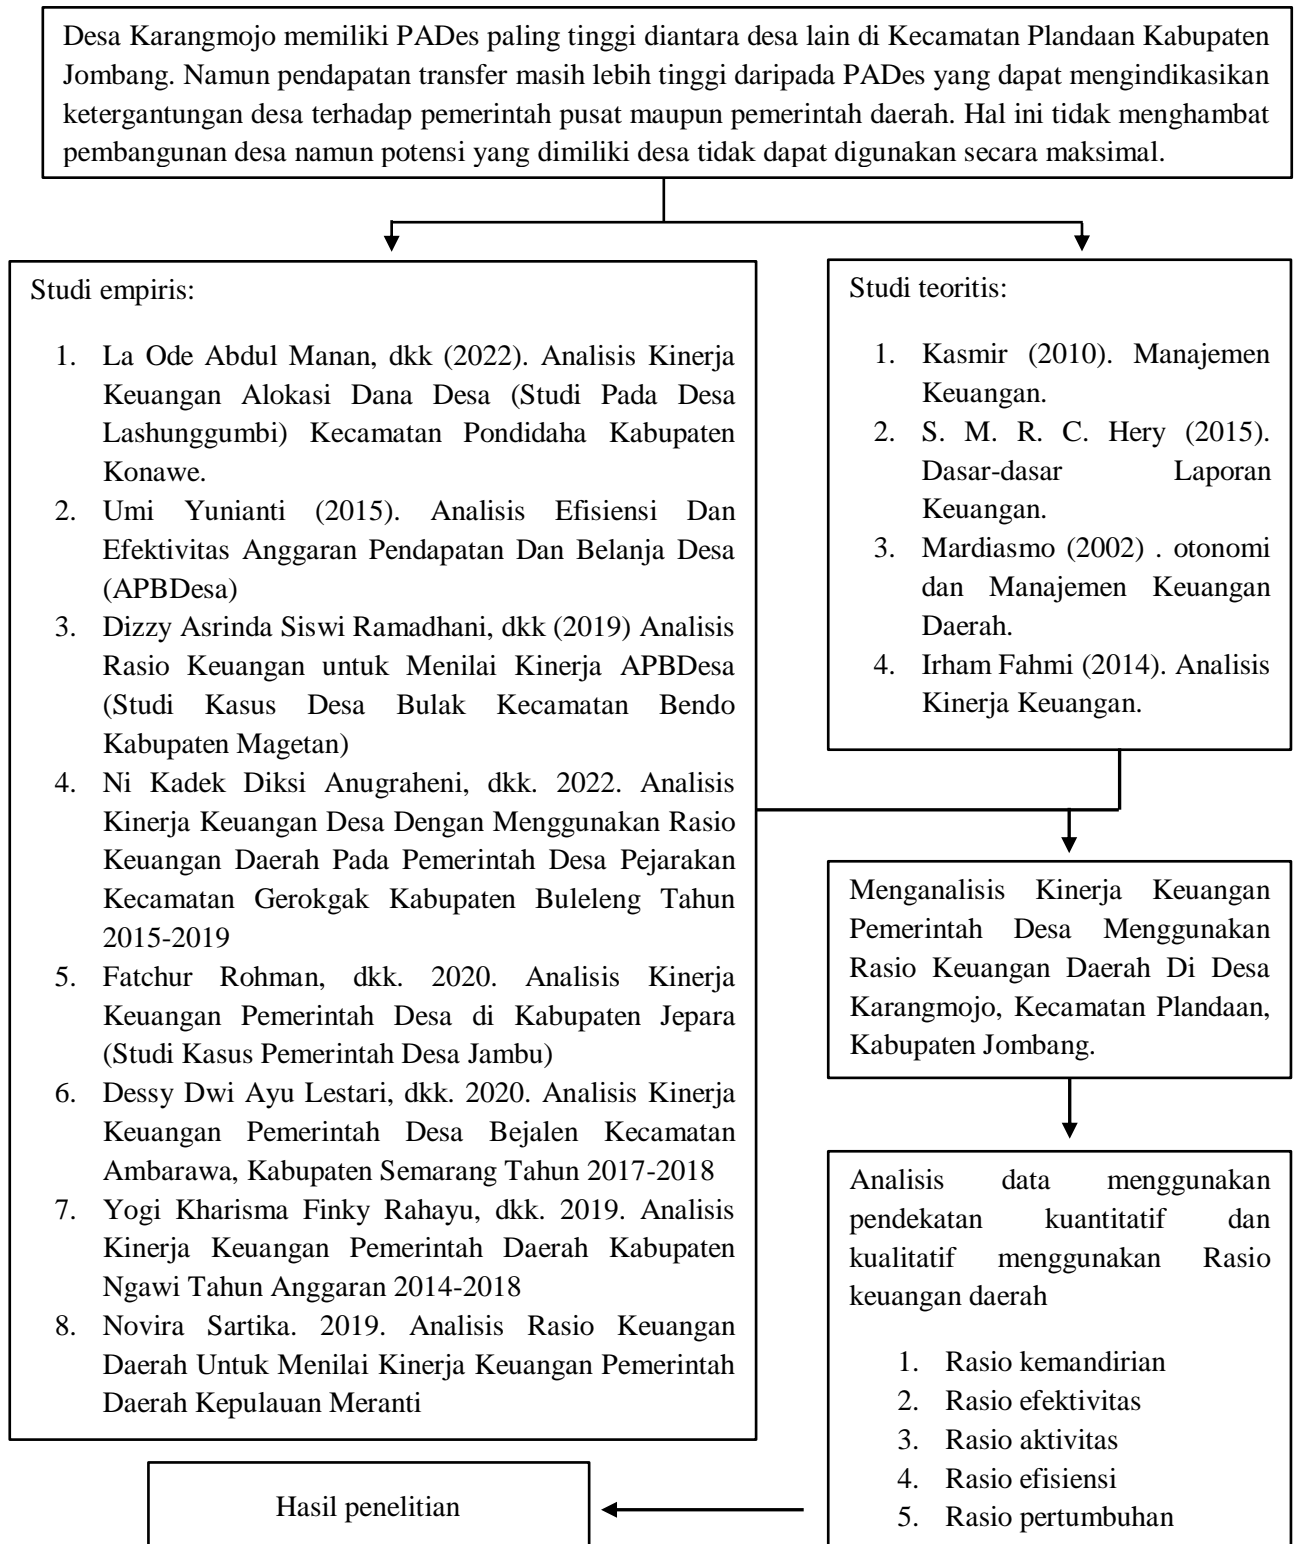 Desa Karangmojo memiliki PADes paling tinggi diantara desa lain di Kecamatan Plandaan Kabupaten
Jombang. Namun pendapatan transfer masih lebih tinggi daripada PADes yang dapat mengindikasikan
ketergantungan desa terhadap pemerintah pusat maupun pemerintah daerah. Hal ini tidak menghambat
pembangunan desa namun potensi yang dimiliki desa tidak dapat digunakan secara maksimal.
Studi empiris:
1. La Ode Abdul Manan, dkk (2022). Analisis Kinerja
Keuangan Alokasi Dana Desa (Studi Pada Desa
Lashunggumbi) Kecamatan Pondidaha Kabupaten
Konawe.
2. Umi Yunianti (2015). Analisis Efisiensi Dan
Efektivitas Anggaran Pendapatan Dan Belanja Desa
(APBDesa)
3. Dizzy Asrinda Siswi Ramadhani, dkk (2019) Analisis
Rasio Keuangan untuk Menilai Kinerja APBDesa
(Studi Kasus Desa Bulak Kecamatan Bendo
Kabupaten Magetan)
4. Ni Kadek Diksi Anugraheni, dkk. 2022. Analisis
Kinerja Keuangan Desa Dengan Menggunakan Rasio
Keuangan Daerah Pada Pemerintah Desa Pejarakan
Kecamatan Gerokgak Kabupaten Buleleng Tahun
2015-2019
5. Fatchur Rohman, dkk. 2020. Analisis Kinerja
Keuangan Pemerintah Desa di Kabupaten Jepara
(Studi Kasus Pemerintah Desa Jambu)
6. Dessy Dwi Ayu Lestari, dkk. 2020. Analisis Kinerja
Keuangan Pemerintah Desa Bejalen Kecamatan
Ambarawa, Kabupaten Semarang Tahun 2017-2018
7. Yogi Kharisma Finky Rahayu, dkk. 2019. Analisis
Kinerja Keuangan Pemerintah Daerah Kabupaten
Ngawi Tahun Anggaran 2014-2018
8. Novira Sartika. 2019. Analisis Rasio Keuangan
Daerah Untuk Menilai Kinerja Keuangan Pemerintah
Daerah Kepulauan Meranti
Studi teoritis:
1. Kasmir (2010). Manajemen
Keuangan.
2. S. M. R. C. Hery (2015).
Dasar-dasar Laporan
Keuangan.
3. Mardiasmo (2002) . otonomi
dan Manajemen Keuangan
Daerah.
4. Irham Fahmi (2014). Analisis
Kinerja Keuangan.
Menganalisis Kinerja Keuangan
Pemerintah Desa Menggunakan
Rasio Keuangan Daerah Di Desa
Karangmojo, Kecamatan Plandaan,
Kabupaten Jombang.
Analisis data menggunakan
pendekatan kuantitatif dan
kualitatif menggunakan Rasio
keuangan daerah
1. Rasio kemandirian
2. Rasio efektivitas
3. Rasio aktivitas
4. Rasio efisiensi
5. Rasio pertumbuhan
Hasil penelitian